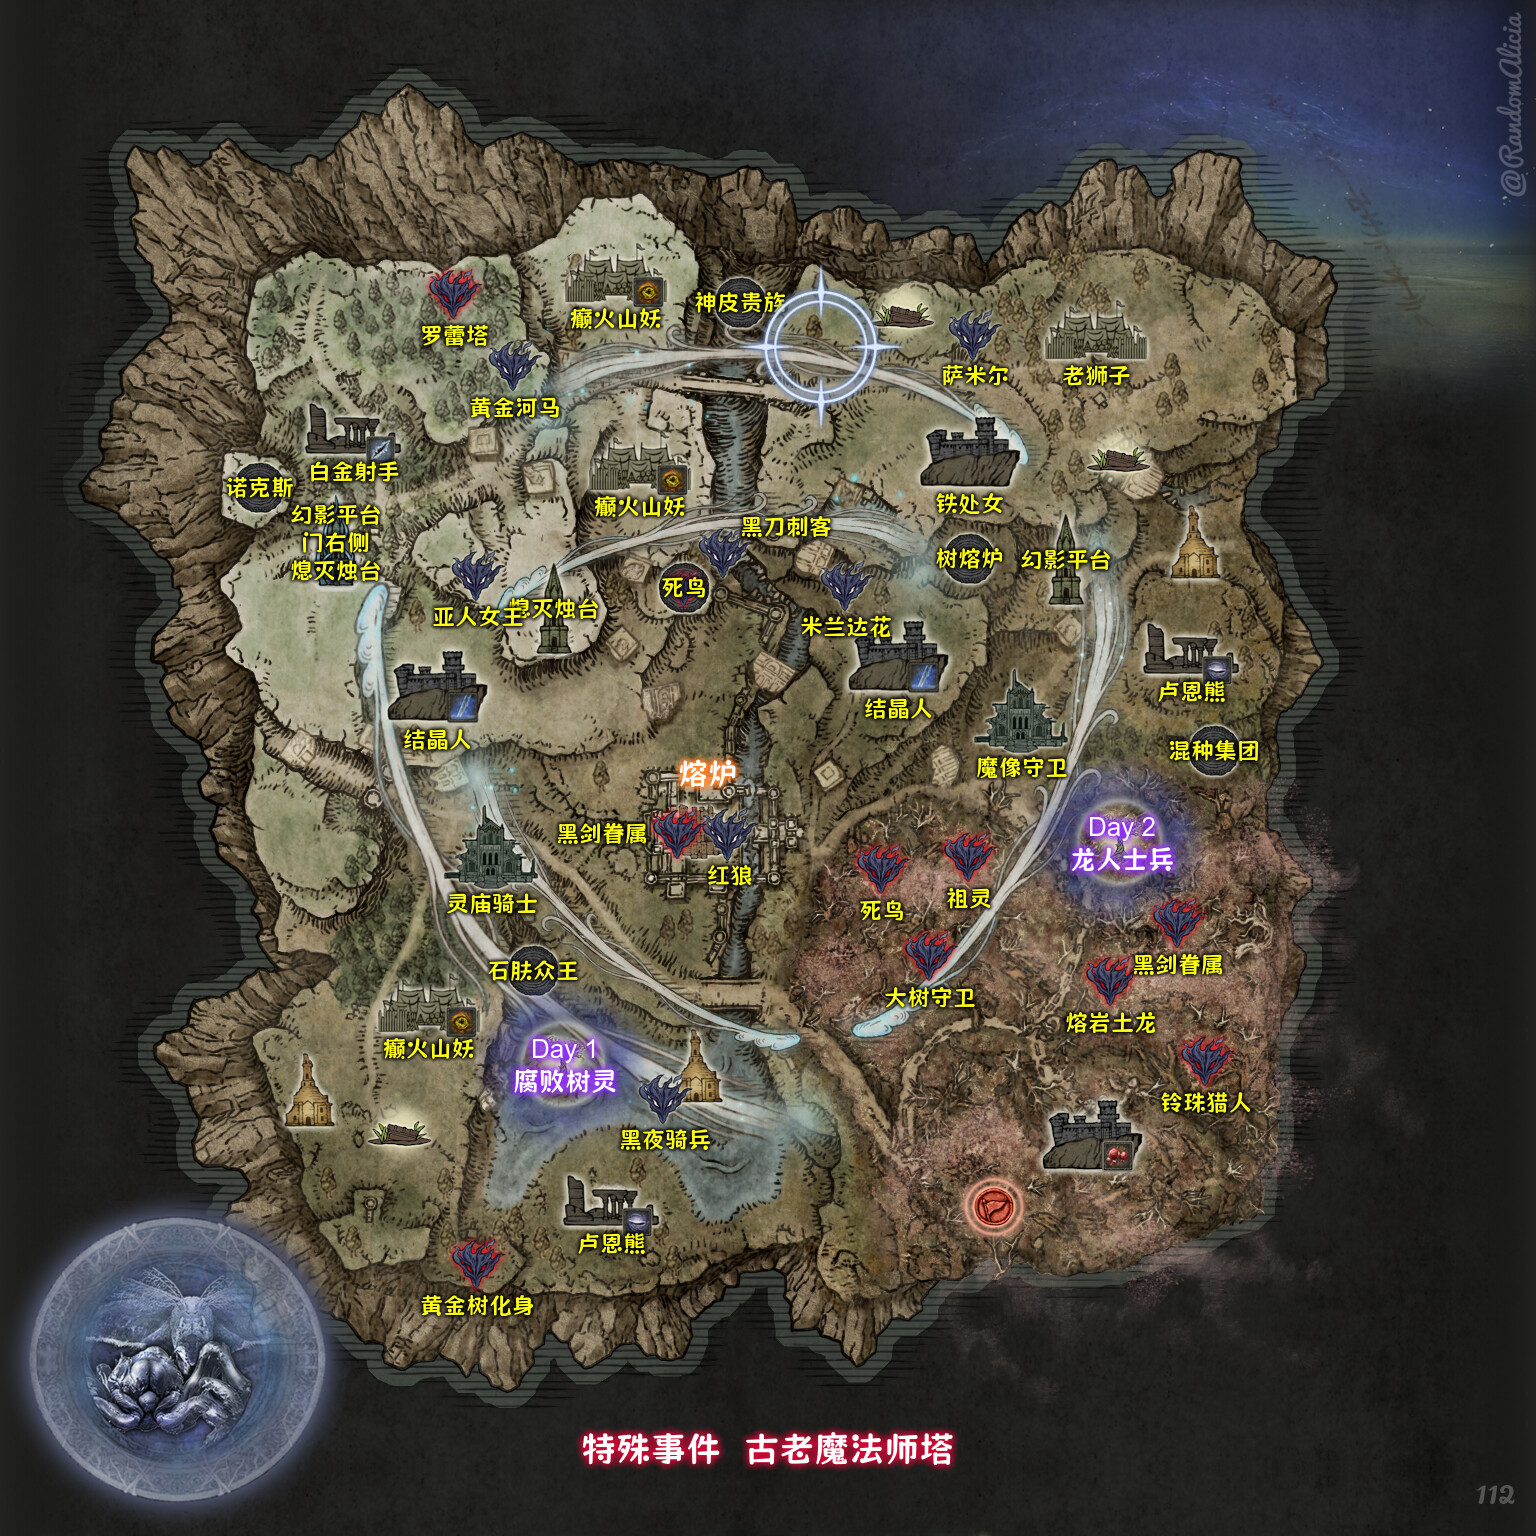 @RandomAlicia
罗蕾塔
癫火山妖
神皮贵族
黄金河马
萨米尔
老狮子
白金射手
诺克斯
癫火山妖
铁处女
幻影平台
门右侧
熄灭烛台
黑刀刺客
树熔炉
幻影平台
死鸟
亚人女王
熄灭烛台
米兰达花
卢恩熊
结晶人
结晶人
魔像守卫
混种集团
熔炉
黑剑眷属
红狼
Day 2
龙人士兵
灵庙骑士
死鸟
祖灵
石肤众王
大树守卫
黑剑眷属
熔岩土龙
癫火山妖
Day 1
腐败树灵
黑夜骑兵
铃珠猎人
卢恩熊
黄金树化身
特殊事件 古老魔法师塔
112